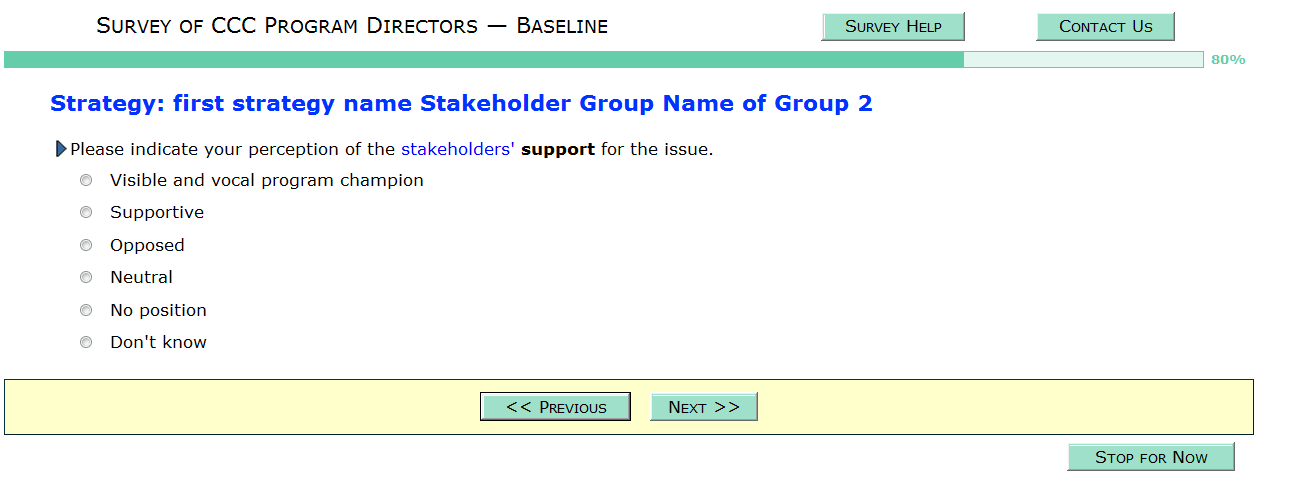 SURVEY OF CCC PROGRAM DIRECTORS — BASELINE
SURVEY HELP
CONTACT US
80%
Strategy: first strategy name Stakeholder Group Name of Group 2
Please indicate your perception of the stakeholders' support for the issue.
Visible and vocal program champion
Supportive
Opposed
Neutral
No position
Don't know
<< PREVIOUS
NEXT >>
STOP FOR NOW